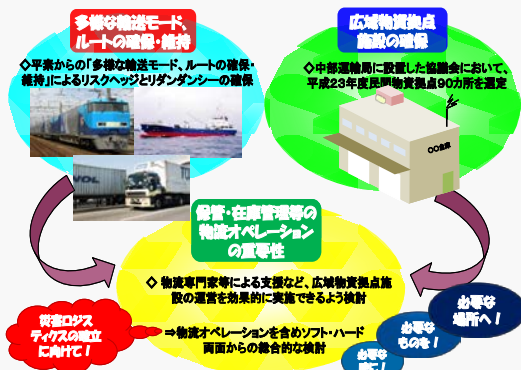 多様な輸送モード、
ルートの確保・維持
◇平素からの「多様な輸送モード、ルートの確保・
維持」によるリスクヘッジとリダンダンシーの確保
広域物資拠点
施設の確保
◇中部運輸局に設置した協議会において、
平成23年度民間物資拠点90カ所を選定
〇〇倉庫
保管・在庫管理等の
物流オペレーション
の重要性
◇ 物流専門家等による支援など、広域物資拠点施
設の運営を効果的に実施できるよう検討
⇒物流オペレーションを含めソフト・ハード
両面からの総合的な検討
災害ロジス
ティクスの確立
に向けて!
必要な
場所へ!
必要な
ものを!
必要な
時に!